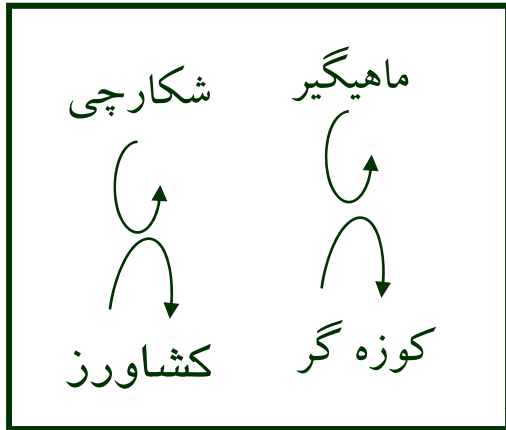 ماهیگیر
شکارچی
کوزه گر
کشاورز